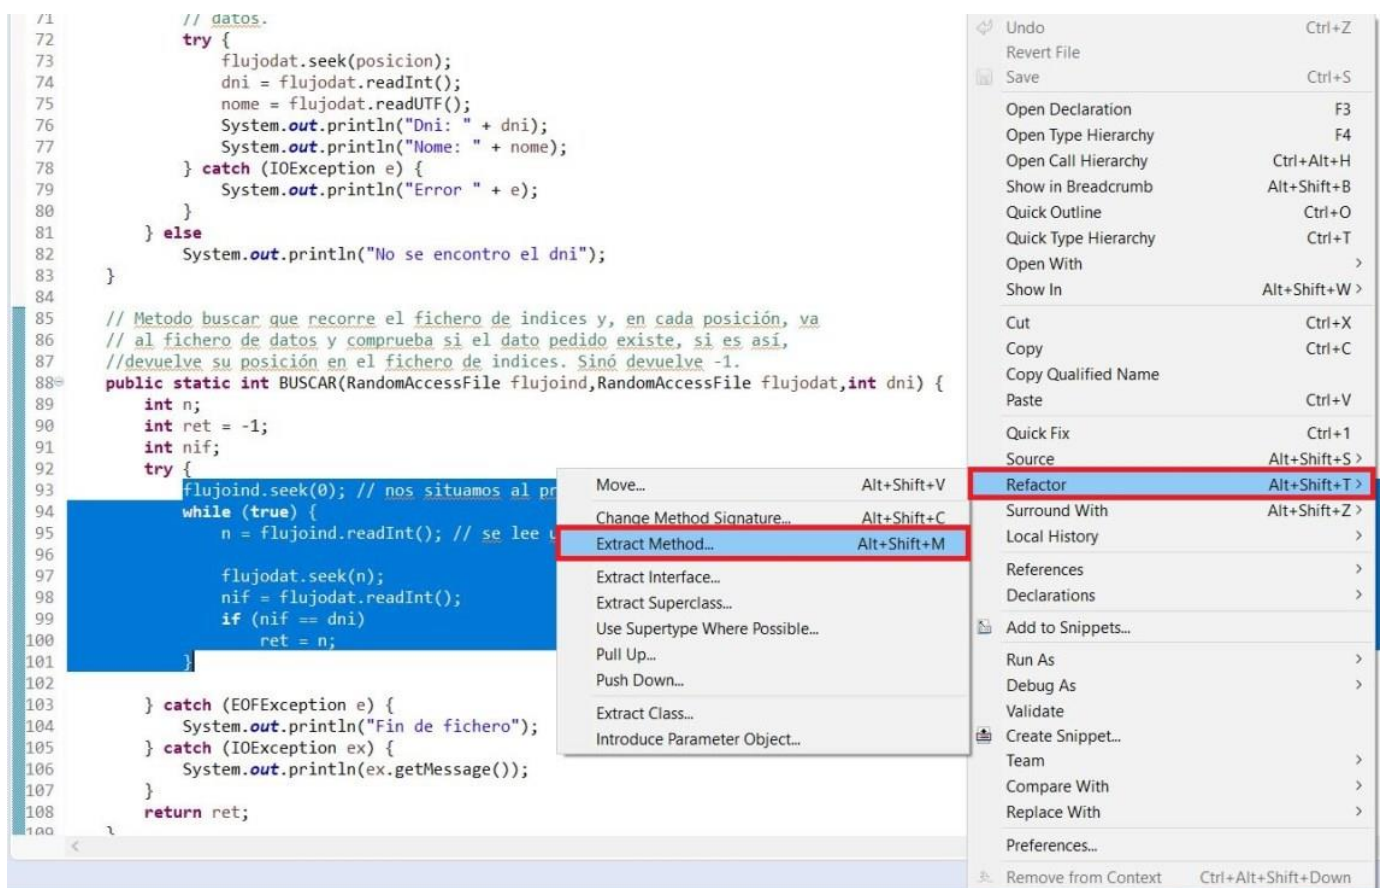 71 // datos.
72 try {
73 flujodat.seek(posicion);
74 dni = flujodat.readInt();
75 nome = flujodat.readUTF();
76 System.out.println("Dni: " + dni);
77 System.out.println("Nome: " + nome);
78 } catch (IOException e) {
79 System.out.println("Error " + e);
80 }
81 } else
82 System.out.println("No se encontro el dni");
83 }
84
85 // Metodo buscar que recorre el fichero de indices y, en cada posición, va
86 // al fichero de datos y comprueba si el dato pedido existe, si es así,
87 //devuelve su posición en el fichero de indices. Sinó devuelve -1.
88 public static int BUSCAR(RandomAccessFile flujoind,RandomAccessFile flujodat,int dni) {
89 int n;
90 int ret = -1;
91 int nif;
92 try {
93 flujoind.seek(0); // nos situamos al pr
94 while (true) {
95 n = flujoind.readInt(); // se lee u
96
97 flujodat.seek(n);
98 nif = flujodat.readInt();
99 if (nif == dni)
100 ret = n;
101 }
102
103 } catch (EOFException e) {
104 System.out.println("Fin de fichero");
105 } catch (IOException ex) {
106 System.out.println(ex.getMessage());
107 }
108 return ret;
109 }
Move... Alt+Shift+V
Change Method Signature... Alt+Shift+C
Extract Method... Alt+Shift+M
Extract Interface...
Extract Superclass...
Use Supertype Where Possible...
Pull Up...
Push Down...
Extract Class...
Introduce Parameter Object...
Undo Ctrl+Z
Revert File
Save Ctrl+S
Open Declaration F3
Open Type Hierarchy F4
Open Call Hierarchy Ctrl+Alt+H
Show in Breadcrumb Alt+Shift+B
Quick Outline Ctrl+O
Quick Type Hierarchy Ctrl+T
Open With >
Show In Alt+Shift+W >
Cut Ctrl+X
Copy Ctrl+C
Copy Qualified Name
Paste Ctrl+V
Quick Fix Ctrl+1
Source Alt+Shift+S >
Refactor Alt+Shift+T >
Surround With Alt+Shift+Z >
Local History >
References >
Declarations >
Add to Snippets...
Run As >
Debug As >
Validate
Create Snippet...
Team >
Compare With >
Replace With >
Preferences...
Remove from Context Ctrl+Alt+Shift+Down